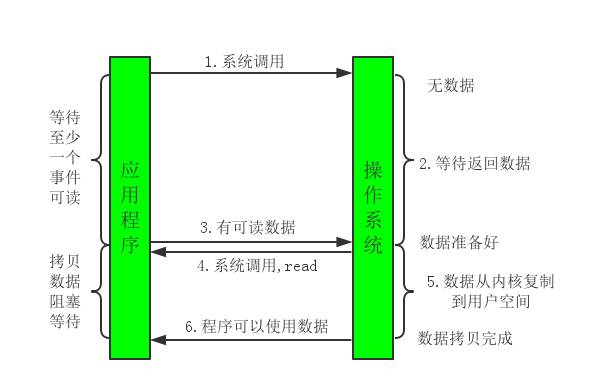 1.系统调用
无数据
等待
至少
一个
事件
可读
应用程序
操作系统
2.等待返回数据
3.有可读数据
数据准备好
4.系统调用,read
拷贝
数据
阻塞
等待
5.数据从内核复制
到用户空间
6.程序可以使用数据
数据拷贝完成